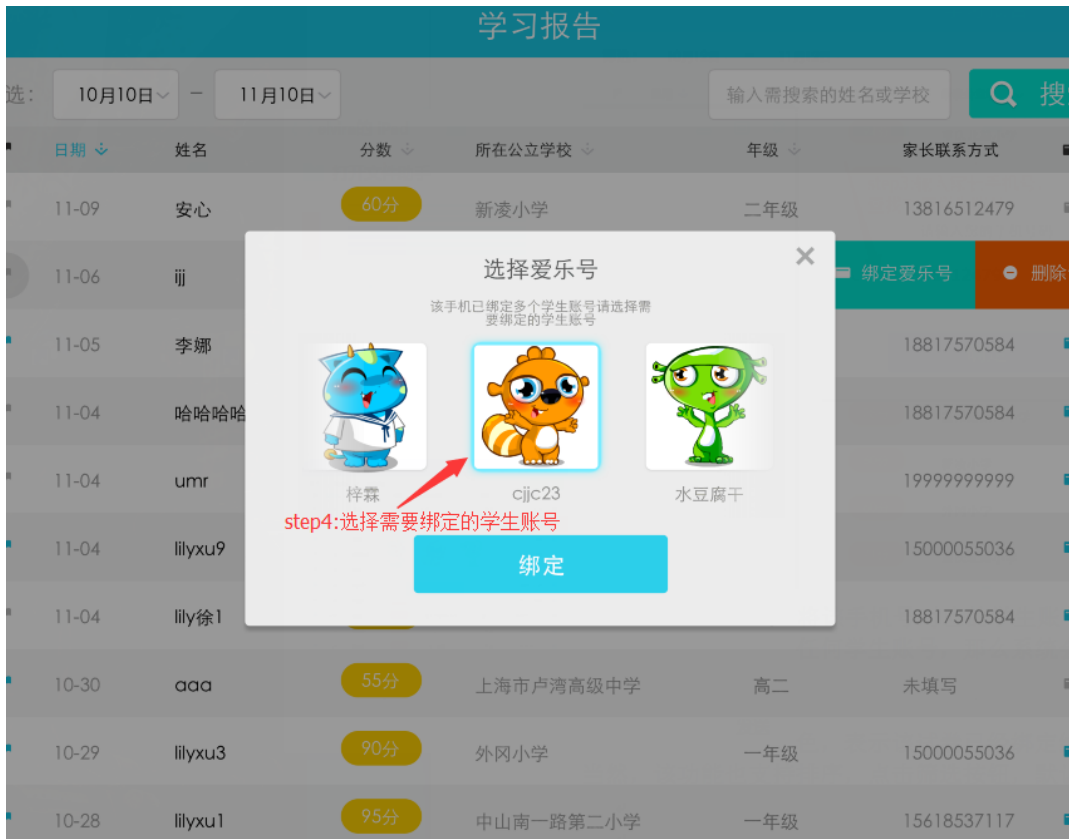 学习报告
选：
10月10日
—
11月10日
输入需搜索的姓名或学校
搜
日期
姓名
分数
所在公立学校
年级
家长联系方式
11-09
安心
60分
新凌小学
二年级
13816512479
11-06
ijj
绑定爱乐号
删除
选择爱乐号
该手机已绑定多个学生账号请选择需
要绑定的学生账号
11-05
李娜
18817570584
11-04
哈哈哈哈
18817570584
11-04
umr
19999999999
梓霖
cjjc23
水豆腐干
step4:选择需要绑定的学生账号
绑定
11-04
lilyxu9
15000055036
11-04
lily徐1
18817570584
10-30
aaa
55分
上海市卢湾高级中学
高二
未填写
10-29
lilyxu3
90分
外冈小学
一年级
15000055036
10-28
lilyxu1
95分
中山南一路第二小学
一年级
15618537117